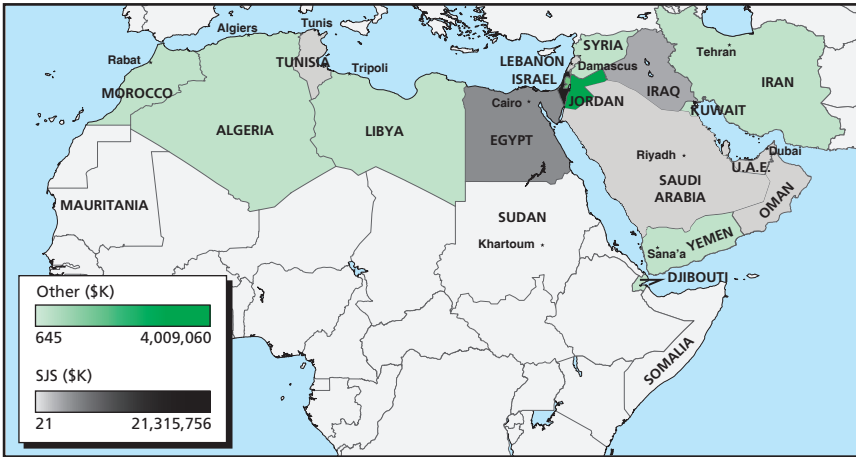 Algiers
Tunis
Rabat
TUNISIA
Tripoli
MOROCCO
ALGERIA
LIBYA
LEBANON
ISRAEL
SYRIA
Damascus
Tehran
IRAQ
IRAN
Cairo
JORDAN
KUWAIT
EGYPT
Riyadh
Dubai
U.A.E.
SAUDI
ARABIA
OMAN
MAURITANIA
SUDAN
Khartoum
YEMEN
Sana’a
DJIBOUTI
SOMALIA
Other ($K)
645 4,009,060
SJS ($K)
21 21,315,756